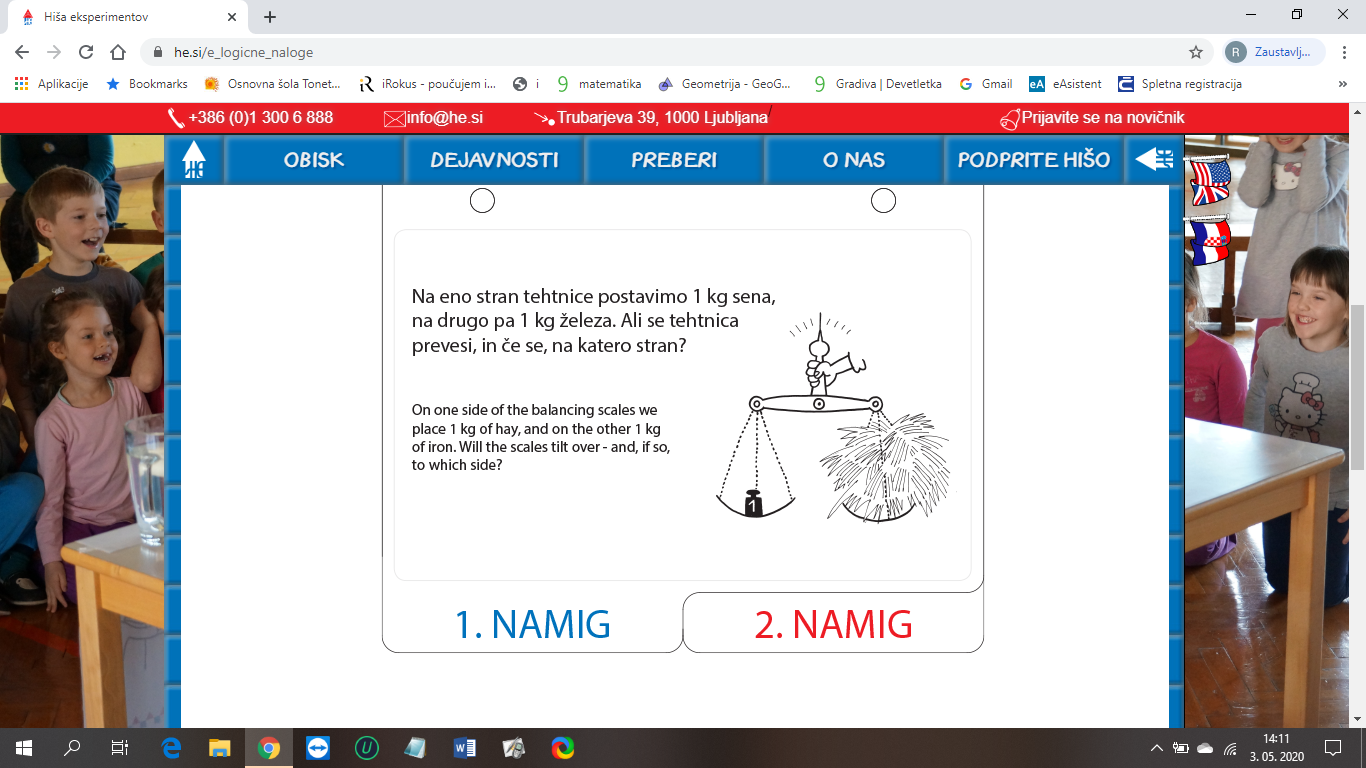 Hiša eksperimentov
he.si/e_logicne_naloge
R Zaustavlj...
Aplikacije Bookmarks Osnovna šola Tonet... iRokus - poučujem i... i matematika Geometrija - GeoG... Gradiva | Devetletka Gmail eAsistent Spletna registracija »
+386 (0)1 300 6 888 info@he.si Trubarjeva 39, 1000 Ljubljana Prijavite se na novičnik
HE OBISK DEJAVNOSTI PREBERI O NAS PODPRITE HIŠO
Na eno stran tehtnice postavimo 1 kg sena,
na drugo pa 1 kg železa. Ali se tehtnica
prevesi, in če se, na katero stran?
On one side of the balancing scales we
place 1 kg of hay, and on the other 1 kg
of iron. Will the scales tilt over - and, if so,
to which side?
1
1. NAMIG 2. NAMIG
14:11
3. 05. 2020